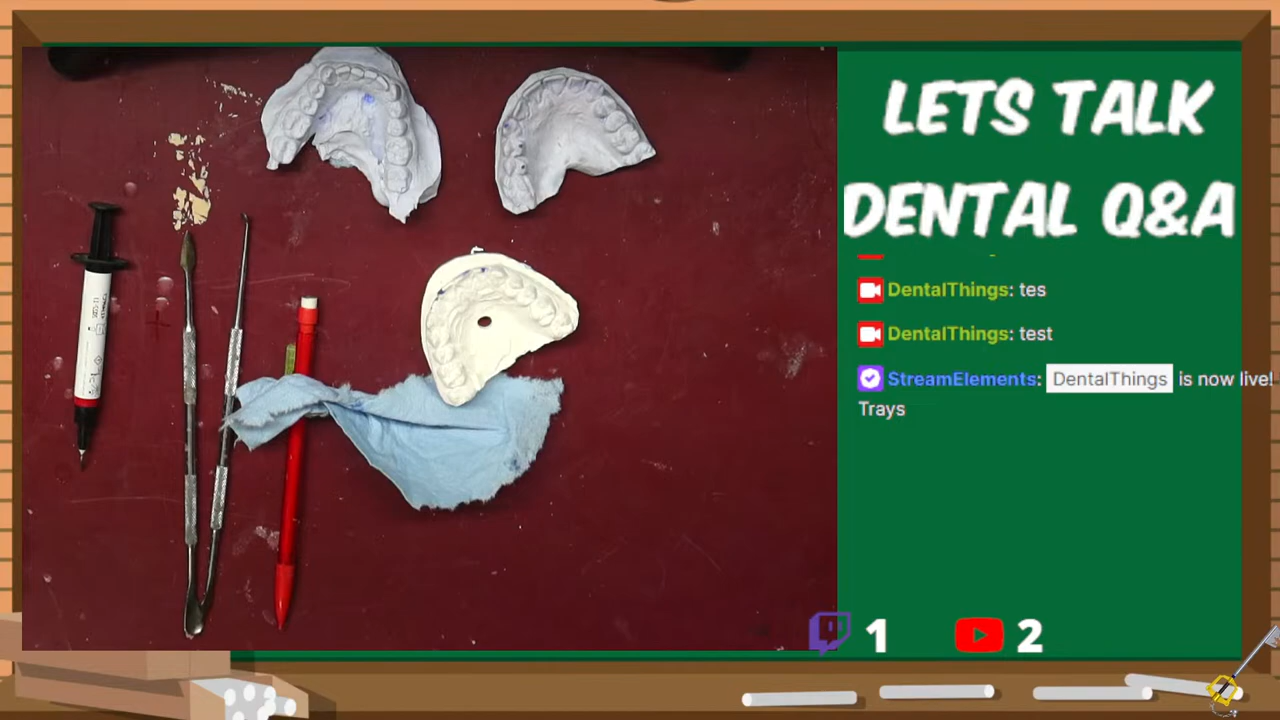 LETS TALK
DENTAL Q&A
DentalThings: tes
DentalThings: test
StreamElements: DentalThings is now live!
Trays
1 2